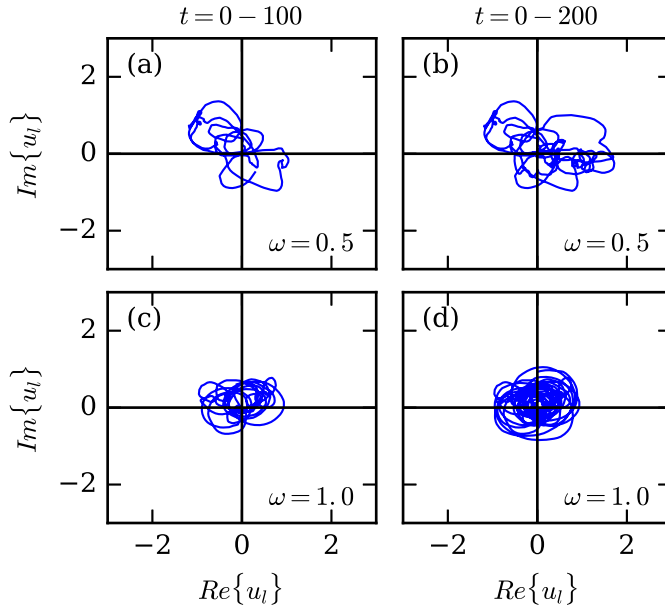 t = 0 − 100
t = 0 − 200
(a)
(b)
2
0
−2
Im{u_l}
ω = 0.5
ω = 0.5
(c)
(d)
2
0
−2
Im{u_l}
ω = 1.0
ω = 1.0
−2 0 2
−2 0 2
Re{u_l}
Re{u_l}